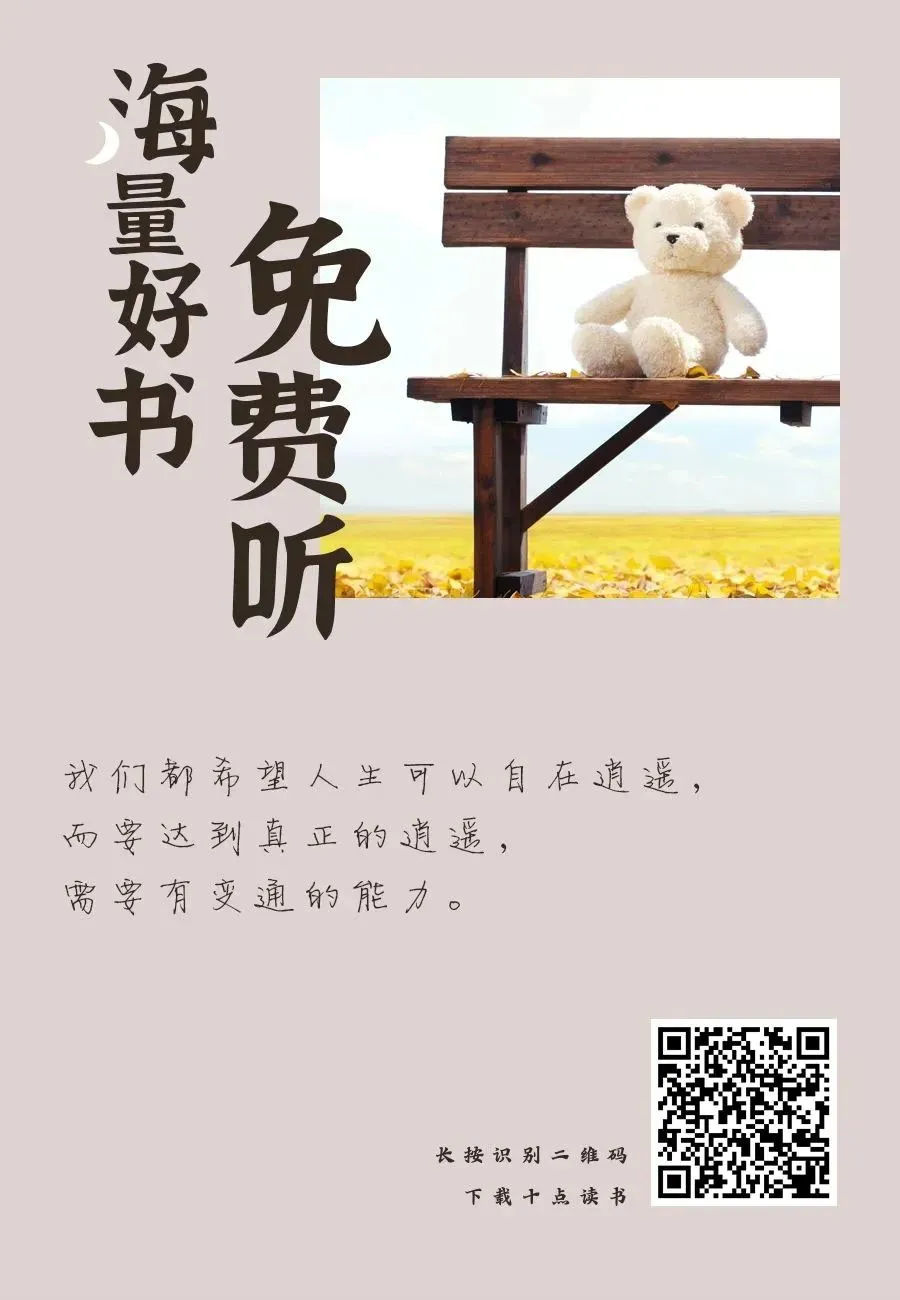 海量好书
免费听
我们都希望人生可以自在逍遥，
而要达到真正的逍遥，
需要有变通的能力。
长按识别二维码
下载十点读书